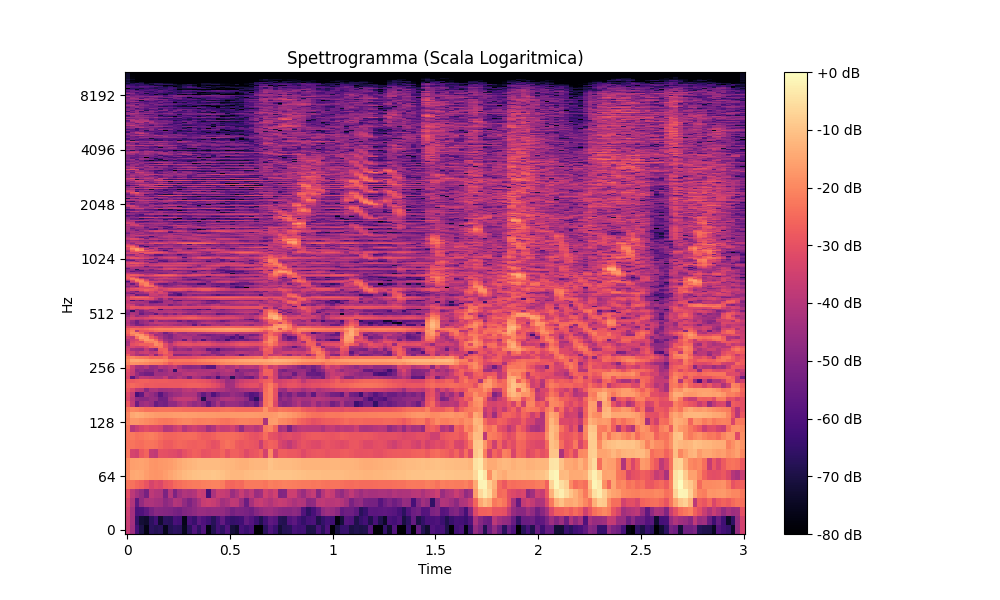 Spettrogramma (Scala Logaritmica)
8192
4096
2048
1024
512
256
128
64
0
Hz
0
0.5
1
1.5
2
2.5
3
Time
+0 dB
-10 dB
-20 dB
-30 dB
-40 dB
-50 dB
-60 dB
-70 dB
-80 dB